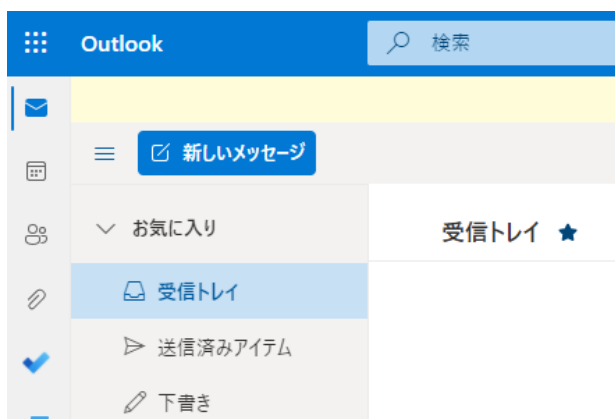 Outlook
検索
新しいメッセージ
お気に入り
受信トレイ ★
受信トレイ
送信済みアイテム
下書き